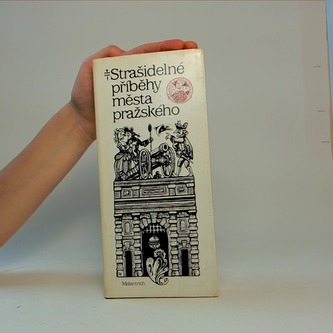 Strašidelné
příběhy
města
pražského
Melantrich